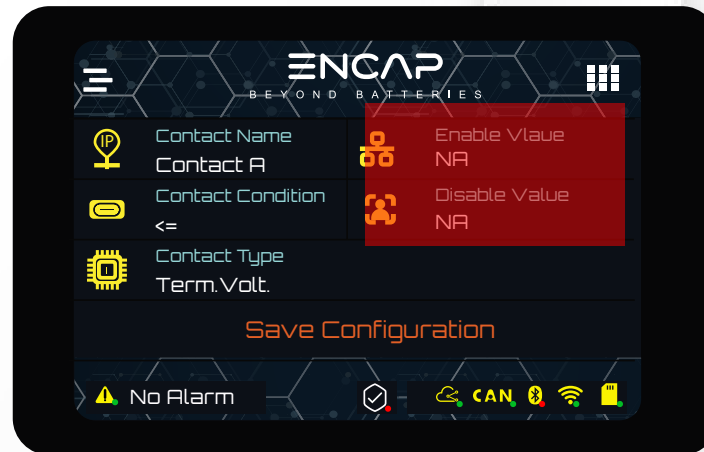 ENCAP
BEYOND BATTERIES
IP
Contact Name
Contact A
Enable Vlaue
NA
Contact Condition
<=
Disable Value
NA
Contact Type
Term.Volt.
Save Configuration
No Alarm
CAN